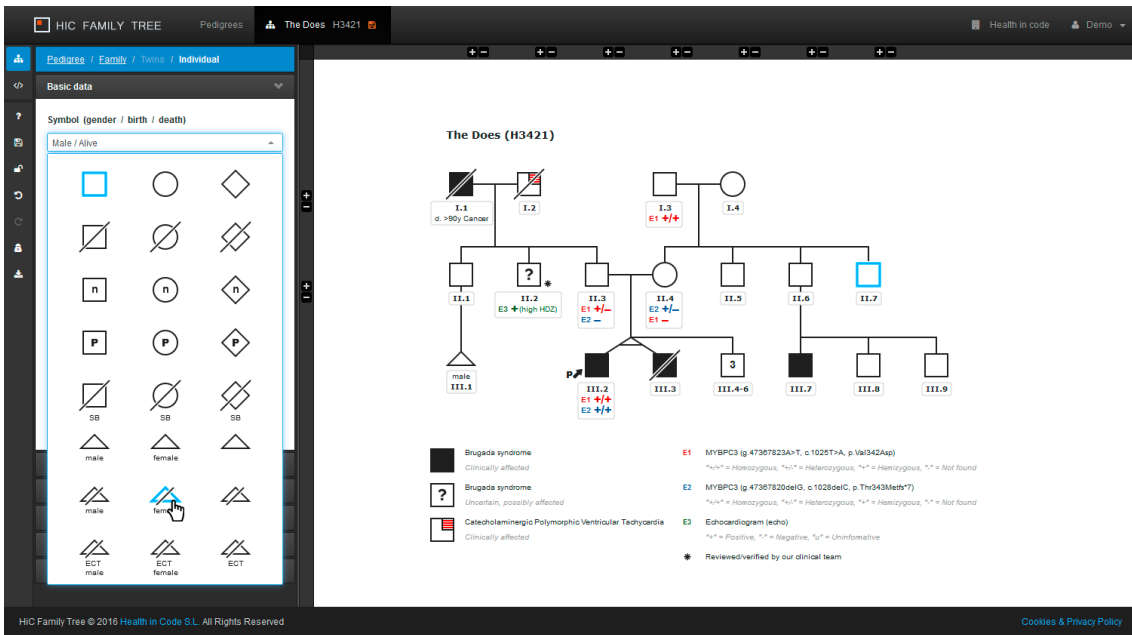 HIC FAMILY TREE
Pedigrees
The Does H3421
Health in code
Demo
Pedigree / Family / Twins / Individual
Basic data
Symbol (gender / birth / death)
Male / Alive
n n n
P P P
SB SB SB
male female
male female
ECT ECT ECT
male female
The Does (H3421)
I.1 I.2 I.3 I.4
d. >90y Cancer
E1 +/+
?
*
II.1 II.2 II.3 II.4 II.5 II.6 II.7
E3 + (high HDZ)
E1 +/–
E2 –
E2 +/–
E1 –
male
III.1
P
3
III.2 III.3 III.4-6 III.7 III.8 III.9
E1 +/+
E2 +/+
Brugada syndrome
Clinically affected
?
Brugada syndrome
Uncertain, possibly affected
Catecholaminergic Polymorphic Ventricular Tachycardia
Clinically affected
E1 MYBPC3 (g.47367823A>T, c.1025T>A, p.Val342Asp)
"+/+" = Homozygous, "+/-" = Heterozygous, "+" = Hemizygous, "-" = Not found
E2 MYBPC3 (g.47367820delG, c.1028delC, p.Thr343Metfs*7)
"+/+" = Homozygous, "+/-" = Heterozygous, "+" = Hemizygous, "-" = Not found
E3 Echocardiogram (echo)
"+" = Positive, "-" = Negative, "u" = Uninformative
* Reviewed/verified by our clinical team
HiC Family Tree © 2016 Health in Code S.L. All Rights Reserved
Cookies & Privacy Policy